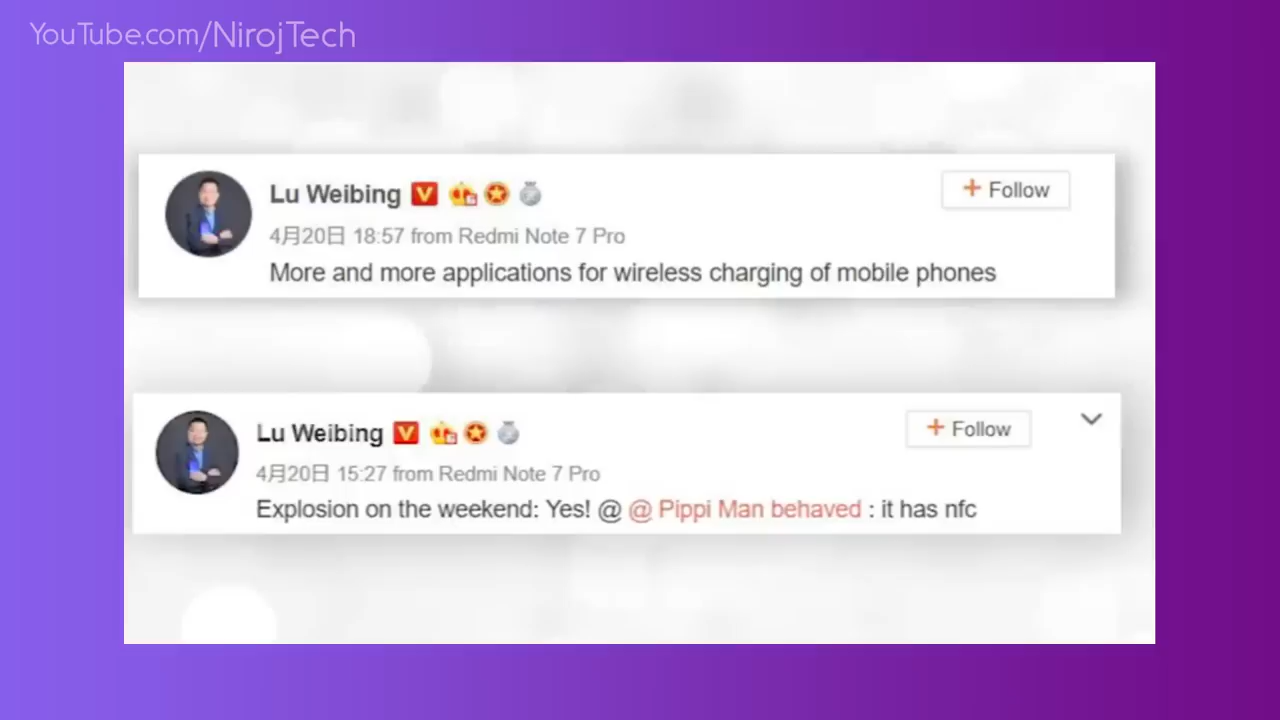 YouTube.com/NirojTech
Lu Weibing
+ Follow
4月20日 18:57 from Redmi Note 7 Pro
More and more applications for wireless charging of mobile phones
Lu Weibing
+ Follow
4月20日 15:27 from Redmi Note 7 Pro
Explosion on the weekend: Yes! @ @ Pippi Man behaved : it has nfc